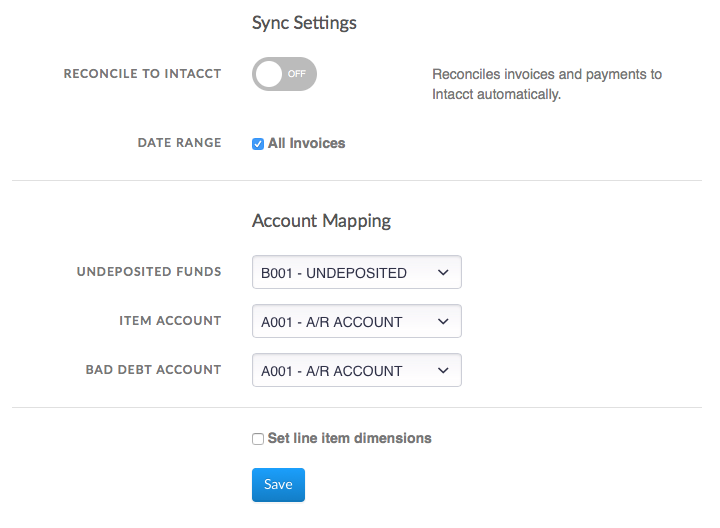 Sync Settings
RECONCILE TO INTACCT
OFF
Reconciles invoices and payments to
Intacct automatically.
DATE RANGE
All Invoices
Account Mapping
UNDEPOSITED FUNDS
B001 - UNDEPOSITED
ITEM ACCOUNT
A001 - A/R ACCOUNT
BAD DEBT ACCOUNT
A001 - A/R ACCOUNT
Set line item dimensions
Save